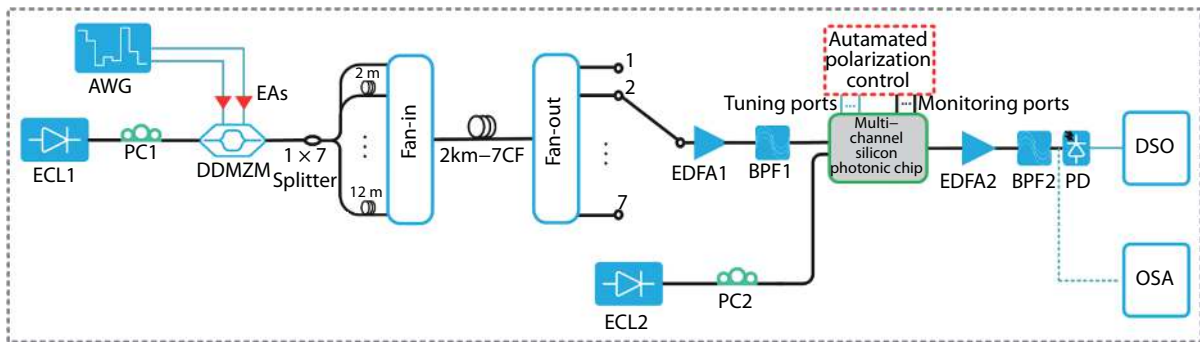 AWG
EAs
ECL1
PC1
DDMZM
1 × 7
Splitter
2 m
⋮
12 m
Fan-in
2km−7CF
Fan-out
1
2
⋮
7
EDFA1
BPF1
Autamated
polarization
control
Tuning ports
...
...
Monitoring ports
Multi−
channel
silicon
photonic chip
EDFA2
BPF2
PD
DSO
OSA
ECL2
PC2